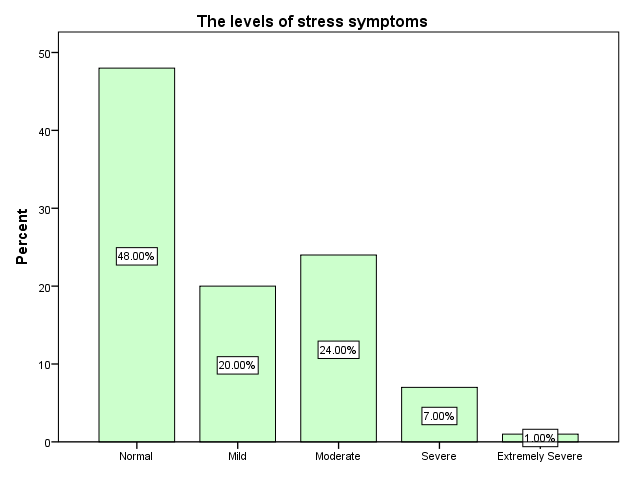 The levels of stress symptoms
Percent
50
40
30
20
10
0
48.00%
20.00%
24.00%
7.00%
1.00%
Normal
Mild
Moderate
Severe
Extremely Severe